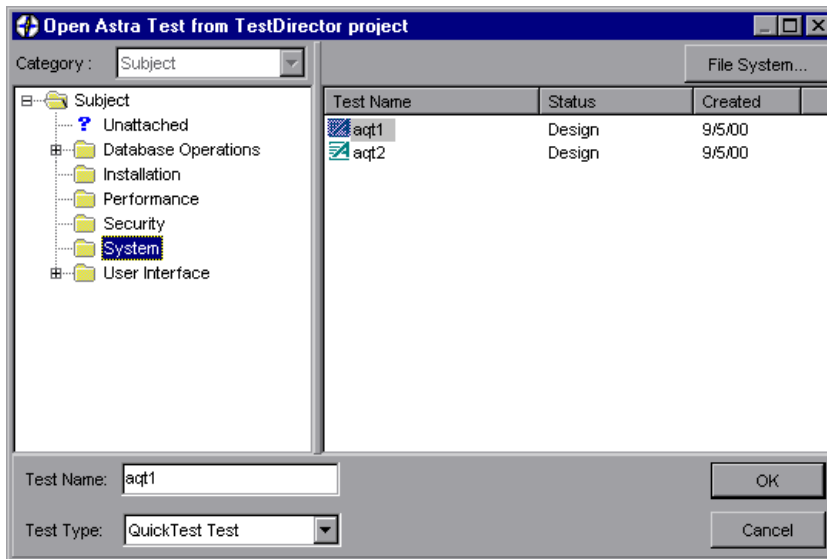 Open Astra Test from TestDirector project
Category :
Subject
File System...
Subject
? Unattached
Database Operations
Installation
Performance
Security
System
User Interface
Test Name Status Created
aqt1 Design 9/5/00
aqt2 Design 9/5/00
Test Name: aqt1
OK
Test Type: QuickTest Test
Cancel